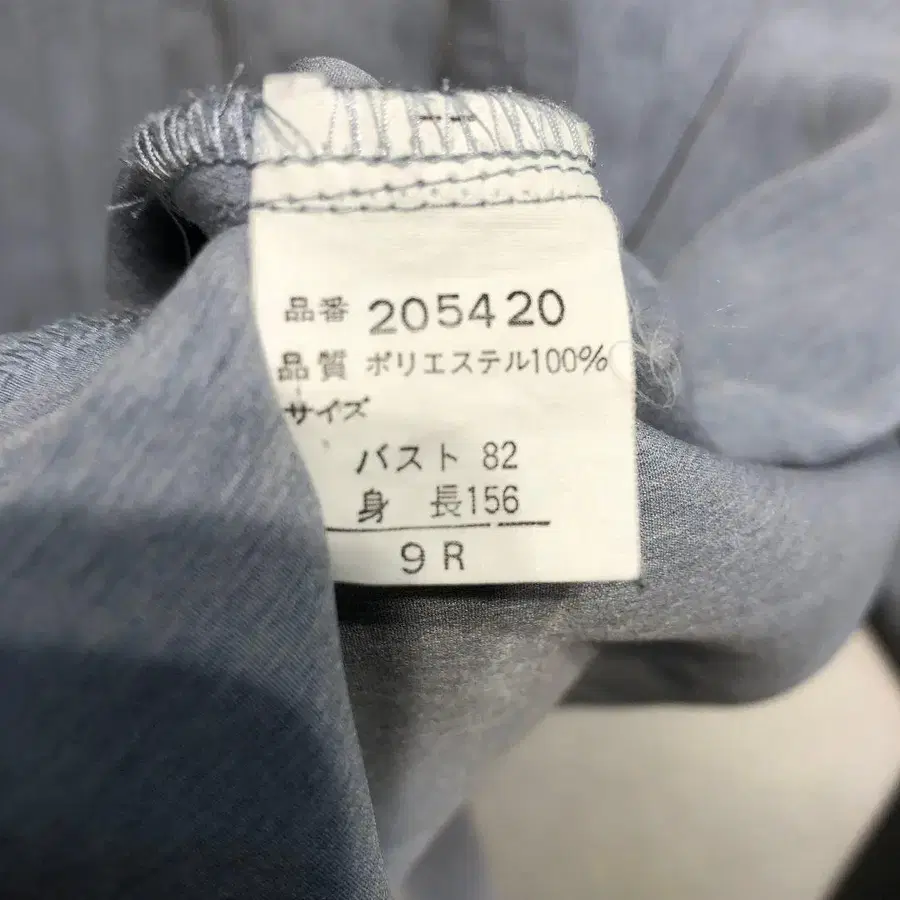 品番 205420
品質 ポリエステル100%
サイズ
バスト 82
身 長156
9R